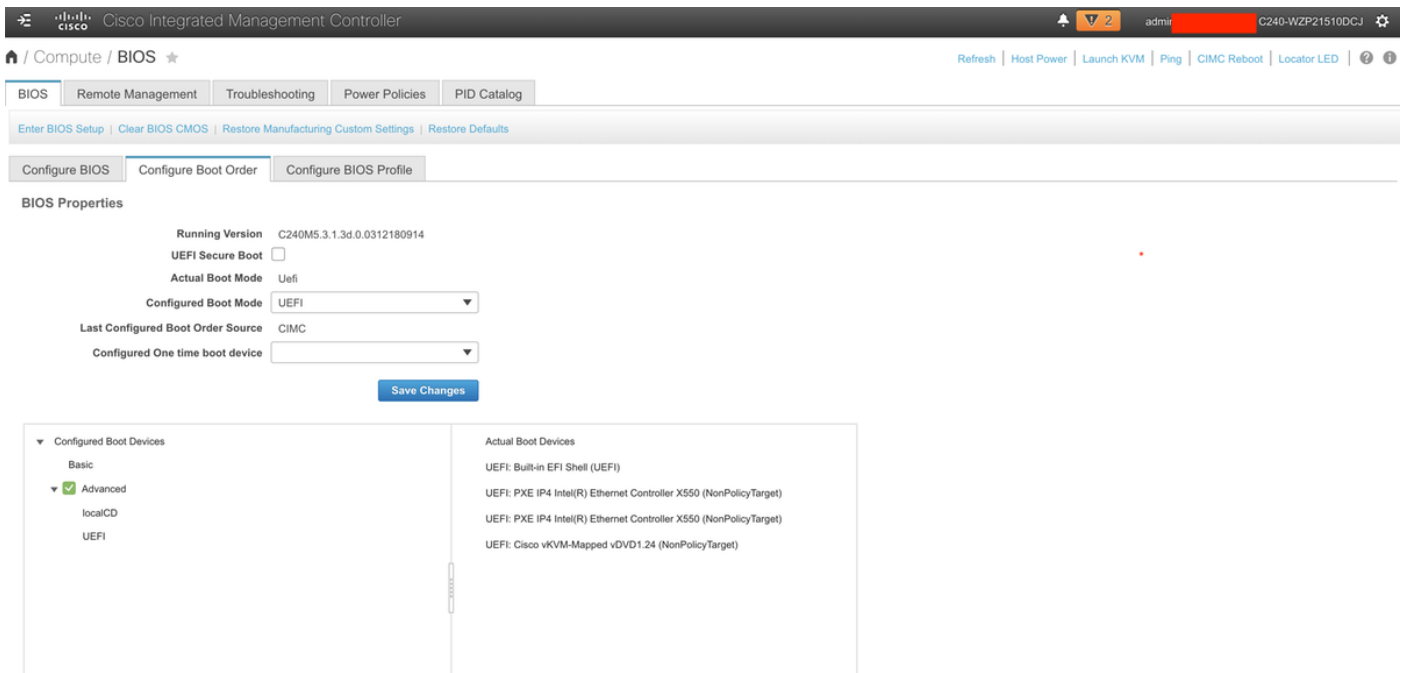 cisco Cisco Integrated Management Controller 2 admin C240-WZP21510DCJ
/ Compute / BIOS Refresh | Host Power | Launch KVM | Ping | CIMC Reboot | Locator LED |
BIOS Remote Management Troubleshooting Power Policies PID Catalog
Enter BIOS Setup | Clear BIOS CMOS | Restore Manufacturing Custom Settings | Restore Defaults
Configure BIOS Configure Boot Order Configure BIOS Profile
BIOS Properties
Running Version C240M5.3.1.3d.0.0312180914
UEFI Secure Boot
Actual Boot Mode Uefi
Configured Boot Mode UEFI
Last Configured Boot Order Source CIMC
Configured One time boot device
Save Changes
Configured Boot Devices
Basic
Advanced
localCD
UEFI
Actual Boot Devices
UEFI: Built-in EFI Shell (UEFI)
UEFI: PXE IP4 Intel(R) Ethernet Controller X550 (NonPolicyTarget)
UEFI: PXE IP4 Intel(R) Ethernet Controller X550 (NonPolicyTarget)
UEFI: Cisco vKVM-Mapped vDVD1.24 (NonPolicyTarget)